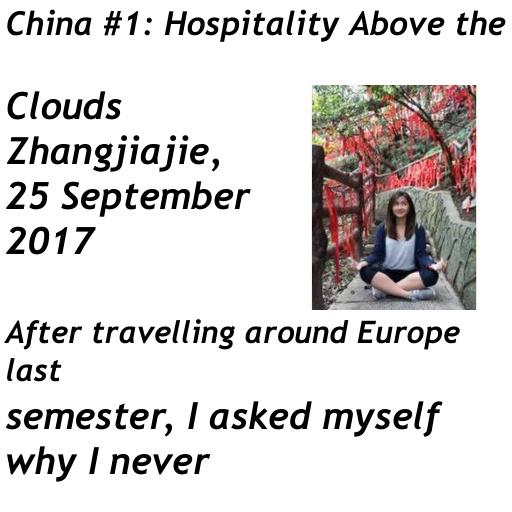 China #1: Hospitality Above the
Clouds
Zhangjiajie,
25 September
2017
After travelling around Europe
last
semester, I asked myself
why I never